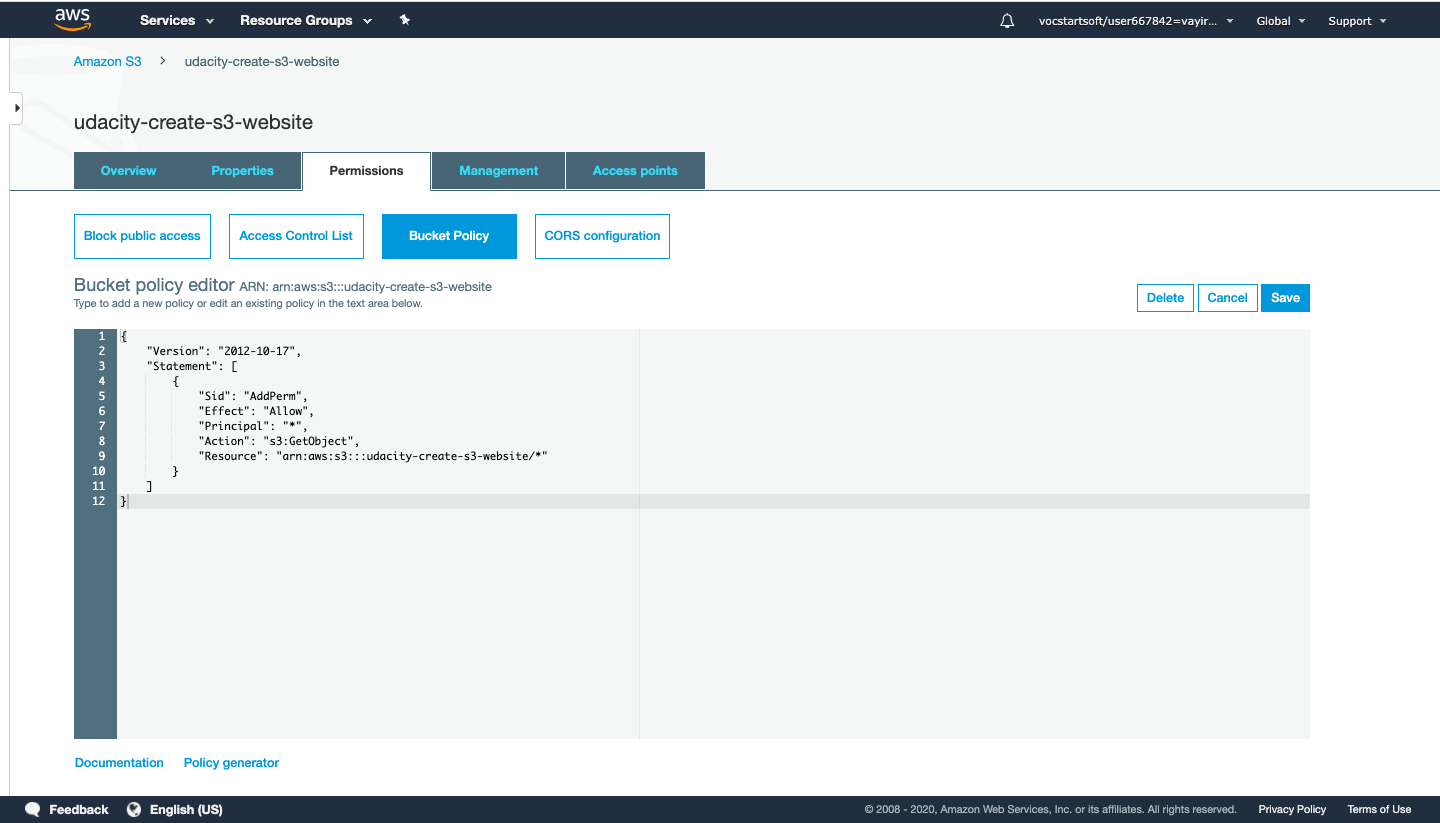 aws Services Resource Groups vocstartsoft/user667842=vayir... Global Support
Amazon S3 > udacity-create-s3-website
udacity-create-s3-website
Overview Properties Permissions Management Access points
Block public access Access Control List Bucket Policy CORS configuration
Bucket policy editor ARN: arn:aws:s3:::udacity-create-s3-website
Type to add a new policy or edit an existing policy in the text area below.
Delete Cancel Save
1 {
2 "Version": "2012-10-17",
3 "Statement": [
4 {
5 "Sid": "AddPerm",
6 "Effect": "Allow",
7 "Principal": "*",
8 "Action": "s3:GetObject",
9 "Resource": "arn:aws:s3:::udacity-create-s3-website/*"
10 }
11 ]
12 }
Documentation Policy generator
Feedback English (US) © 2008 - 2020, Amazon Web Services, Inc. or its affiliates. All rights reserved. Privacy Policy Terms of Use